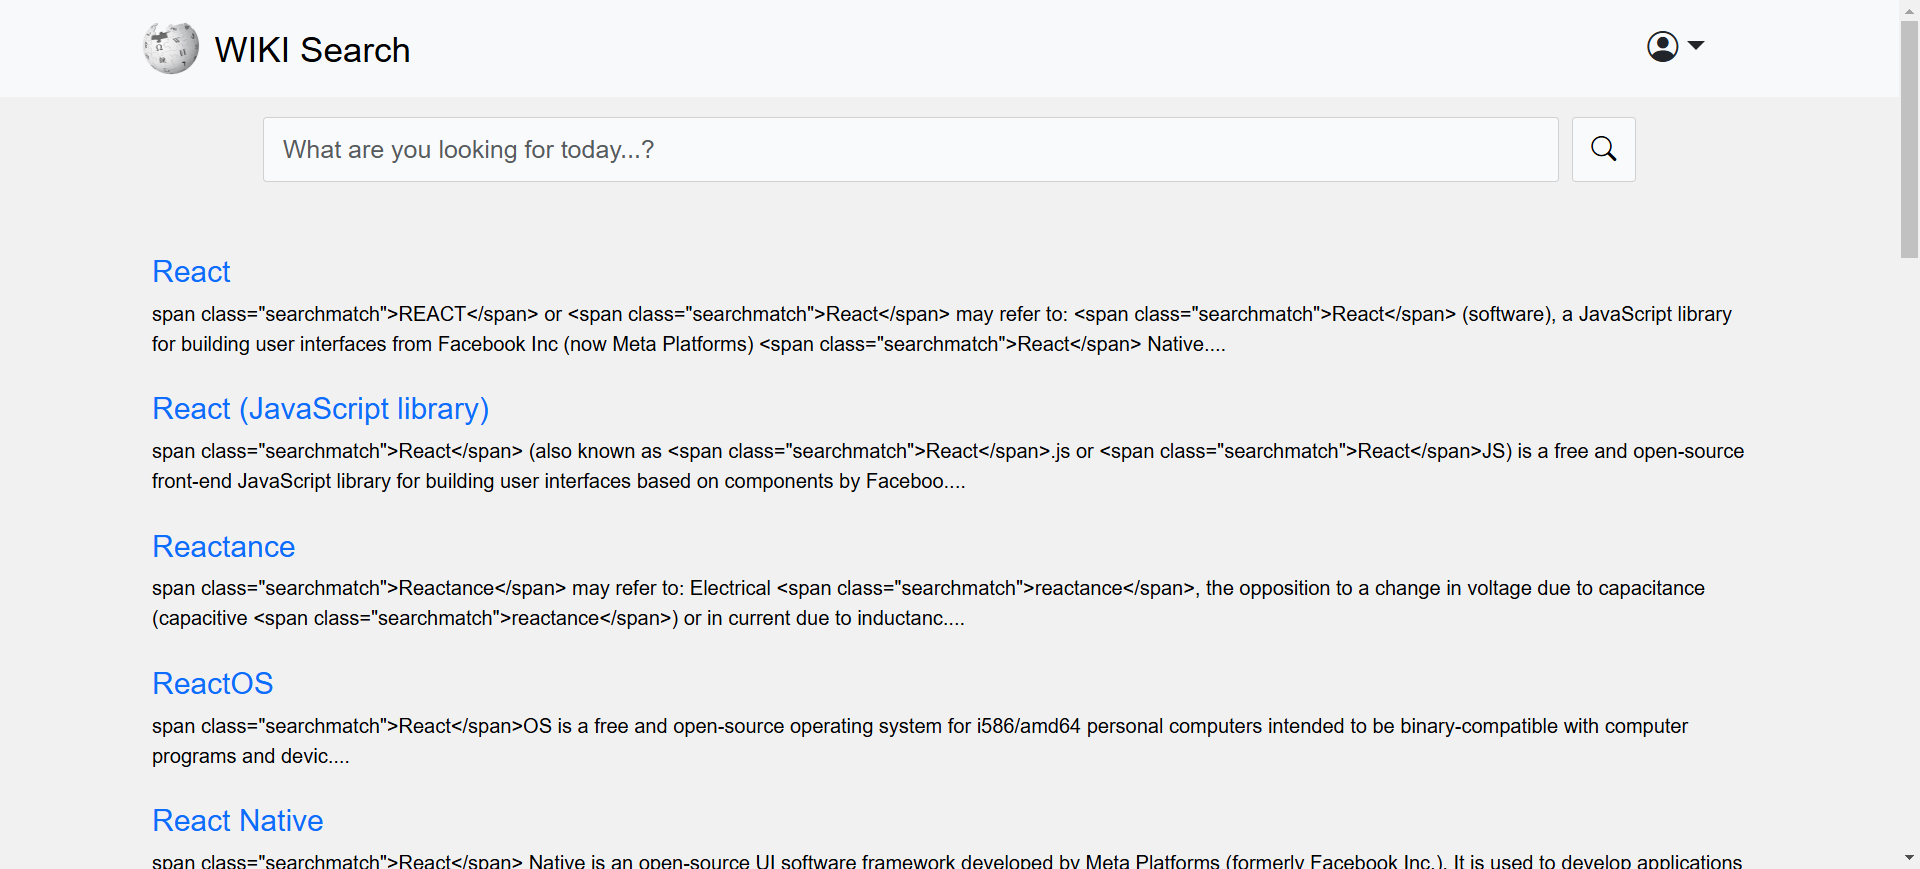 WIKI Search
What are you looking for today...?
React
span class="searchmatch">REACT</span> or <span class="searchmatch">React</span> may refer to: <span class="searchmatch">React</span> (software), a JavaScript library
for building user interfaces from Facebook Inc (now Meta Platforms) <span class="searchmatch">React</span> Native....
React (JavaScript library)
span class="searchmatch">React</span> (also known as <span class="searchmatch">React</span>.js or <span class="searchmatch">React</span>JS) is a free and open-source
front-end JavaScript library for building user interfaces based on components by Faceboo....
Reactance
span class="searchmatch">Reactance</span> may refer to: Electrical <span class="searchmatch">reactance</span>, the opposition to a change in voltage due to capacitance
(capacitive <span class="searchmatch">reactance</span>) or in current due to inductanc....
ReactOS
span class="searchmatch">React</span>OS is a free and open-source operating system for i586/amd64 personal computers intended to be binary-compatible with computer
programs and devic....
React Native
span class="searchmatch">React</span> Native is an open-source UI software framework developed by Meta Platforms (formerly Facebook Inc.). It is used to develop applications